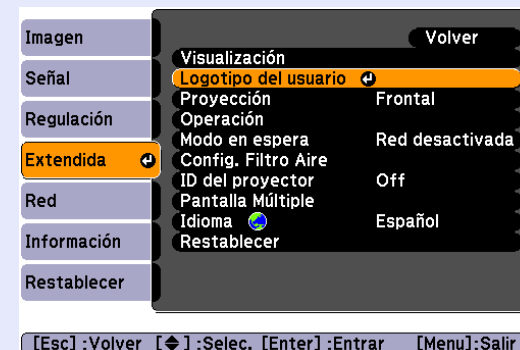 Imagen
Señal
Regulación
Extendida
Red
Información
Restablecer
Volver
Visualización
Logotipo del usuario
Proyección Frontal
Operación
Modo en espera Red desactivada
Config. Filtro Aire
ID del proyector Off
Pantalla Múltiple
Idioma Español
Restablecer
[Esc] :Volver [◆] :Selec. [Enter] :Entrar [Menu]:Salir